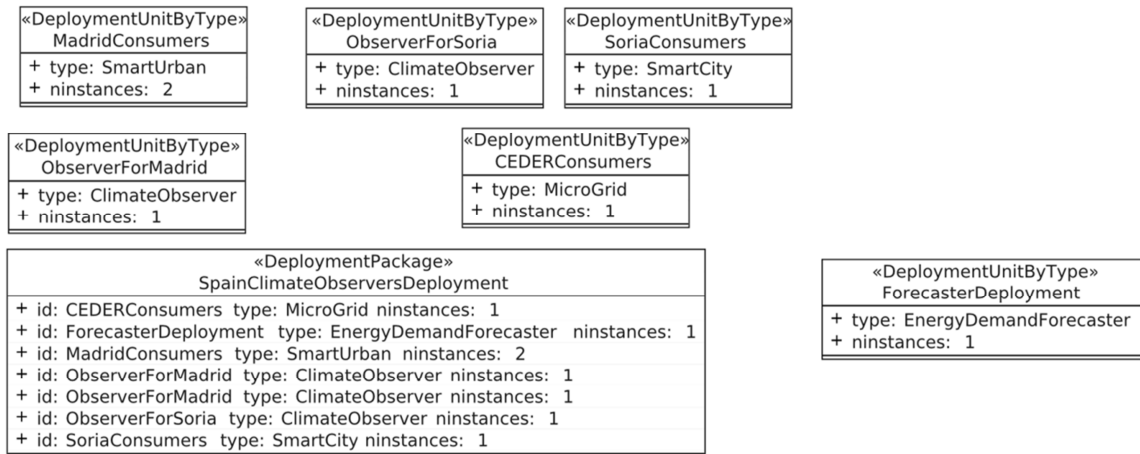 «DeploymentUnitByType»
MadridConsumers
+ type: SmartUrban
+ ninstances: 2
«DeploymentUnitByType»
ObserverForSoria
+ type: ClimateObserver
+ ninstances: 1
«DeploymentUnitByType»
SoriaConsumers
+ type: SmartCity
+ ninstances: 1
«DeploymentUnitByType»
ObserverForMadrid
+ type: ClimateObserver
+ ninstances: 1
«DeploymentUnitByType»
CEDERConsumers
+ type: MicroGrid
+ ninstances: 1
«DeploymentPackage»
SpainClimateObserversDeployment
+ id: CEDERConsumers type: MicroGrid ninstances: 1
+ id: ForecasterDeployment type: EnergyDemandForecaster ninstances: 1
+ id: MadridConsumers type: SmartUrban ninstances: 2
+ id: ObserverForMadrid type: ClimateObserver ninstances: 1
+ id: ObserverForMadrid type: ClimateObserver ninstances: 1
+ id: ObserverForSoria type: ClimateObserver ninstances: 1
+ id: SoriaConsumers type: SmartCity ninstances: 1
«DeploymentUnitByType»
ForecasterDeployment
+ type: EnergyDemandForecaster
+ ninstances: 1